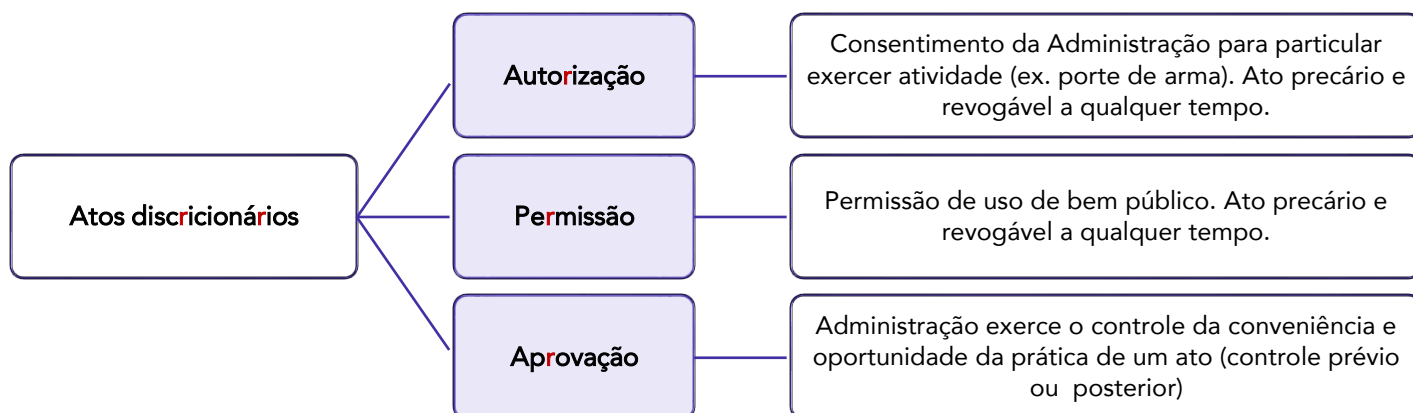 Autorização
Consentimento da Administração para particular
exercer atividade (ex. porte de arma). Ato precário e
revogável a qualquer tempo.
Atos discricionários
Permissão
Permissão de uso de bem público. Ato precário e
revogável a qualquer tempo.
Aprovação
Administração exerce o controle da conveniência e
oportunidade da prática de um ato (controle prévio
ou posterior)